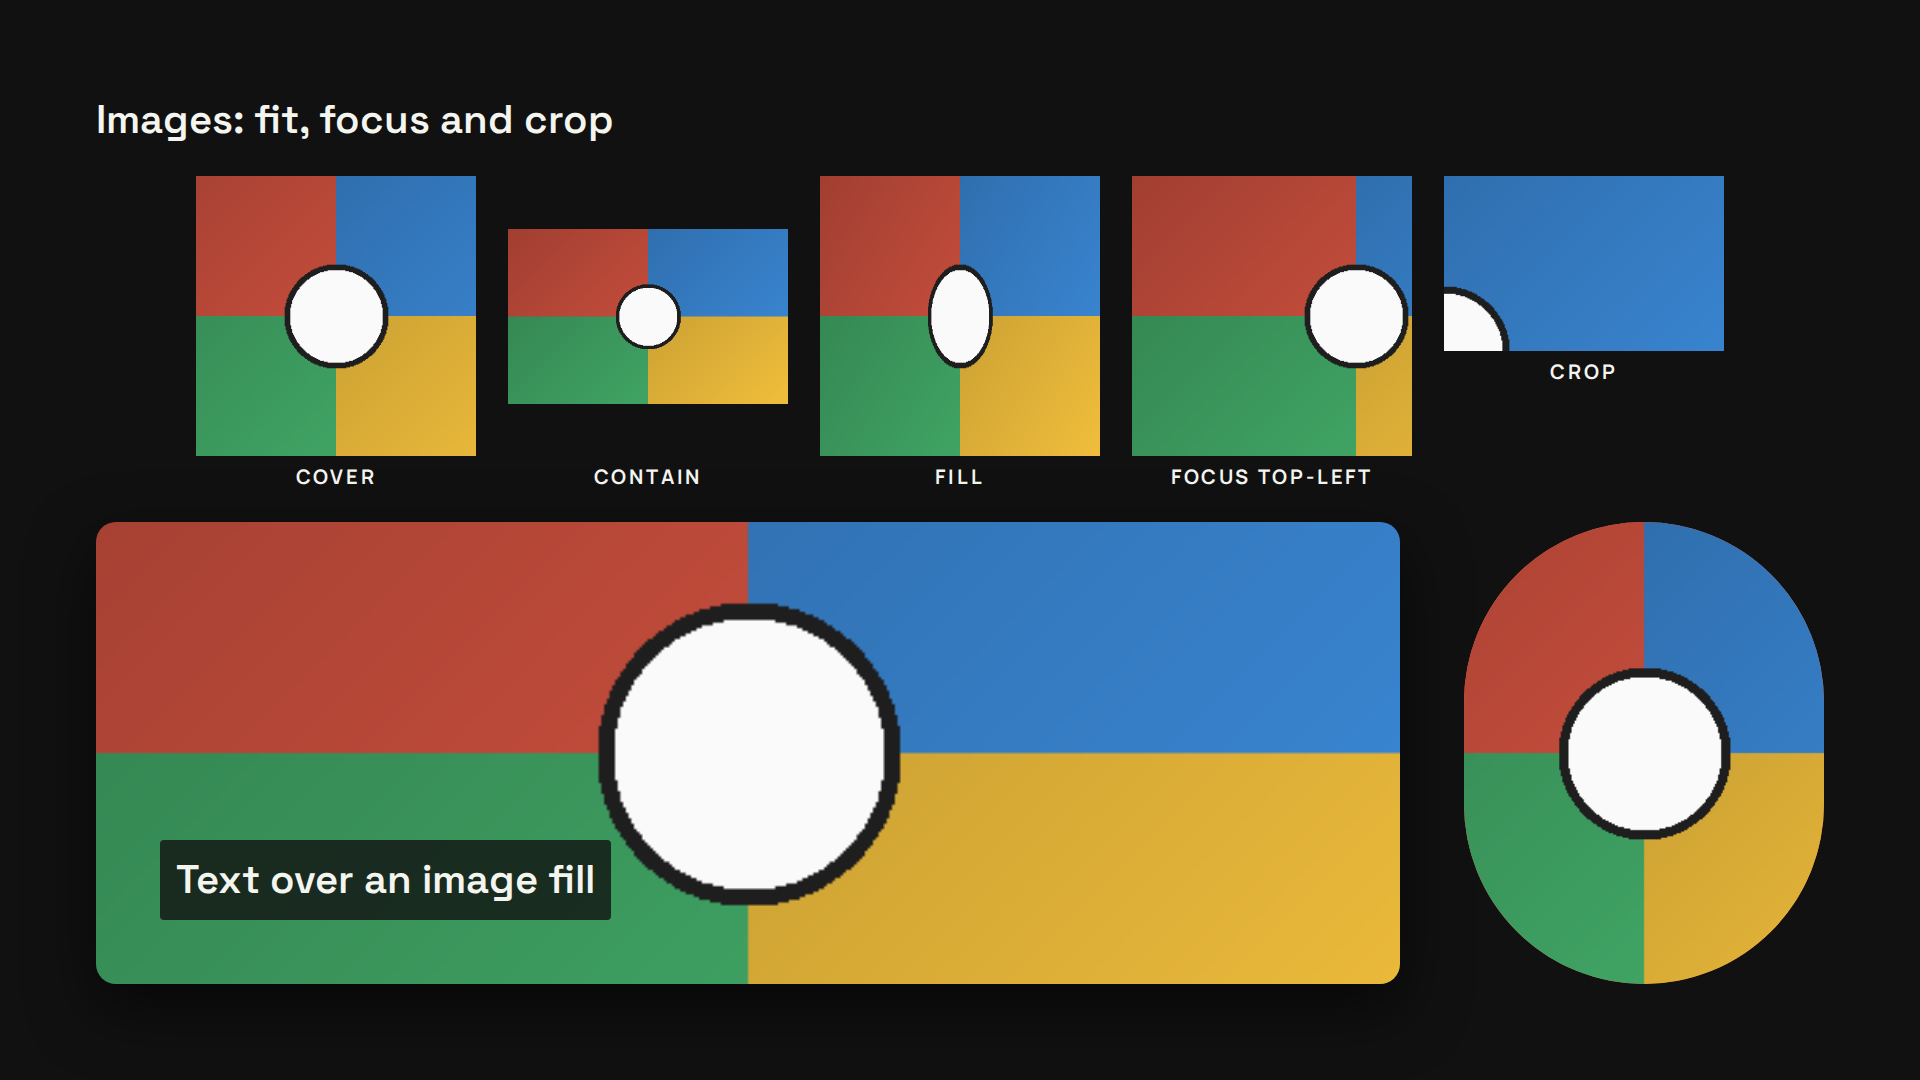 Images: fit, focus and crop
CROP
COVER
CONTAIN
FILL
FOCUS TOP-LEFT
Text over an image fill